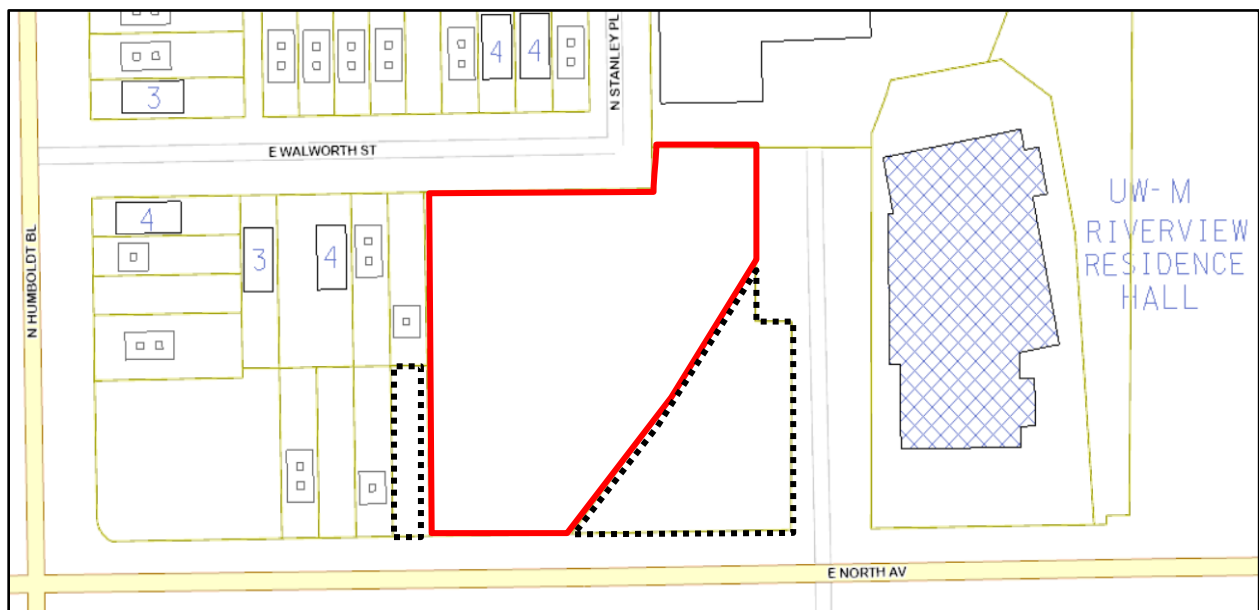 4
4
3
N STANLEY PL
E WALWORTH ST
4
3
4
N HUMBOLDT BL
UW-M
RIVERVIEW
RESIDENCE
HALL
E NORTH AV